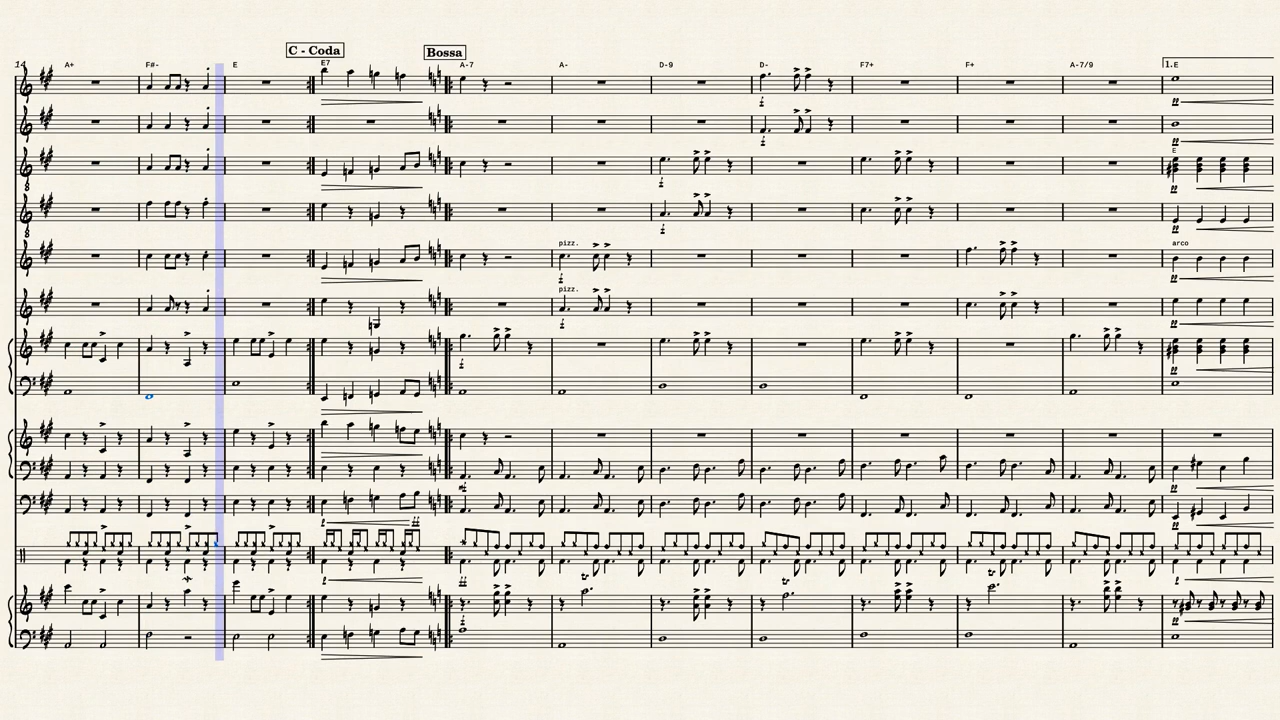 C - Coda
Bossa
14 A+ F#- E E7 A-7 A- D-9 D- F7+ F+ A-7/9 1. E
E
pizz. arco
pizz.